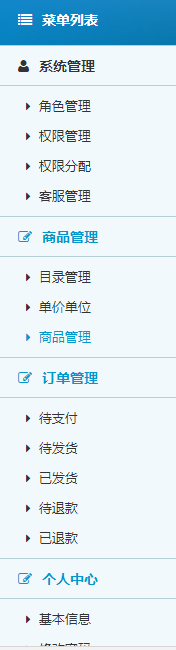 菜单列表
系统管理
角色管理
权限管理
权限分配
客服管理
商品管理
目录管理
单价单位
商品管理
订单管理
待支付
待发货
已发货
待退款
已退款
个人中心
基本信息